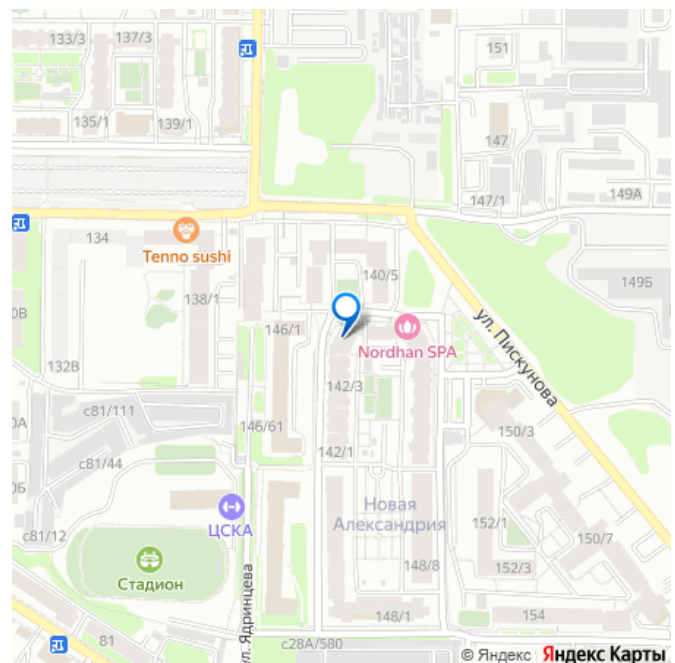 133/3
137/3
151
135/1
139/1
147
147/1
149А
134
Tenno sushi
140/5
149Б
138/1
0В
146/1
Nordhan SPA
ул. Пискунова
132В
142/3
с81/111
0А
146/61
150/3
142/1
с81/44
0Б
ЦСКА
Новая
Александрия
152/1
с81/12
150/7
Стадион
148/8
152/3
ул. Ядринцева
148/1
154
81
с28А/580
© Яндекс Яндекс Карты